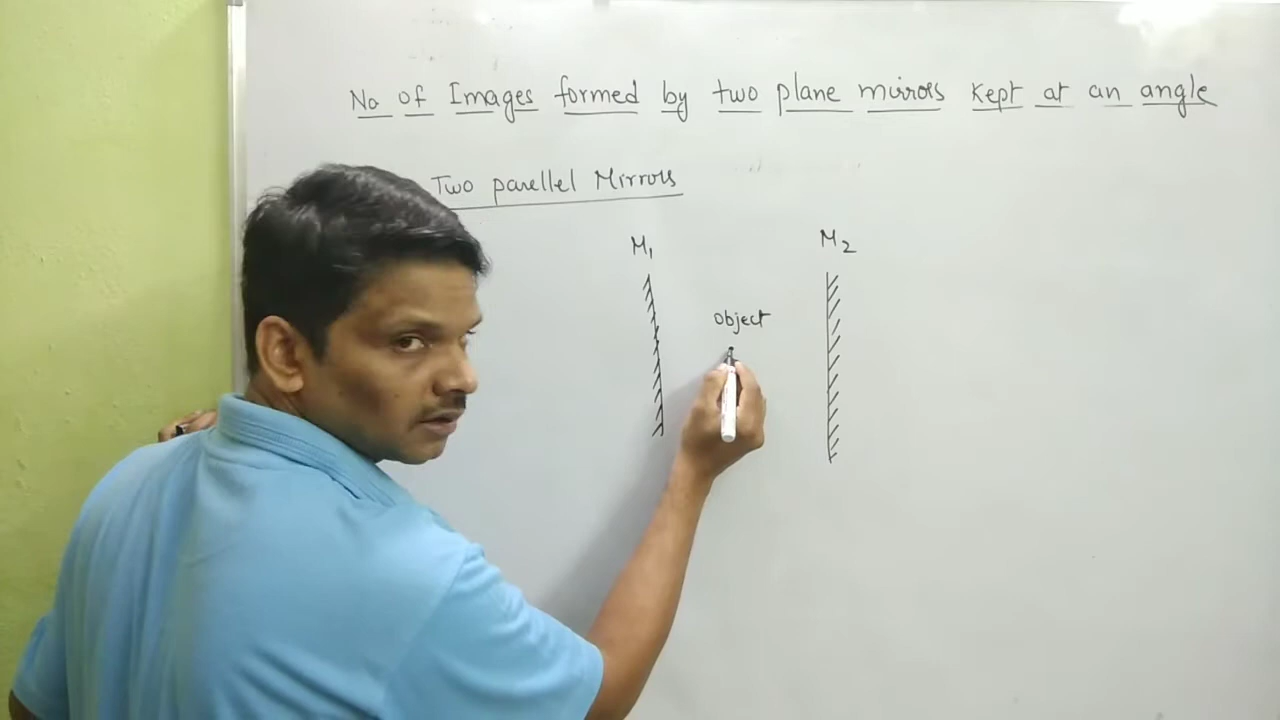 No of Images formed by two plane mirrors kept at an angle
Two parellel Mirrors
M1
M2
object